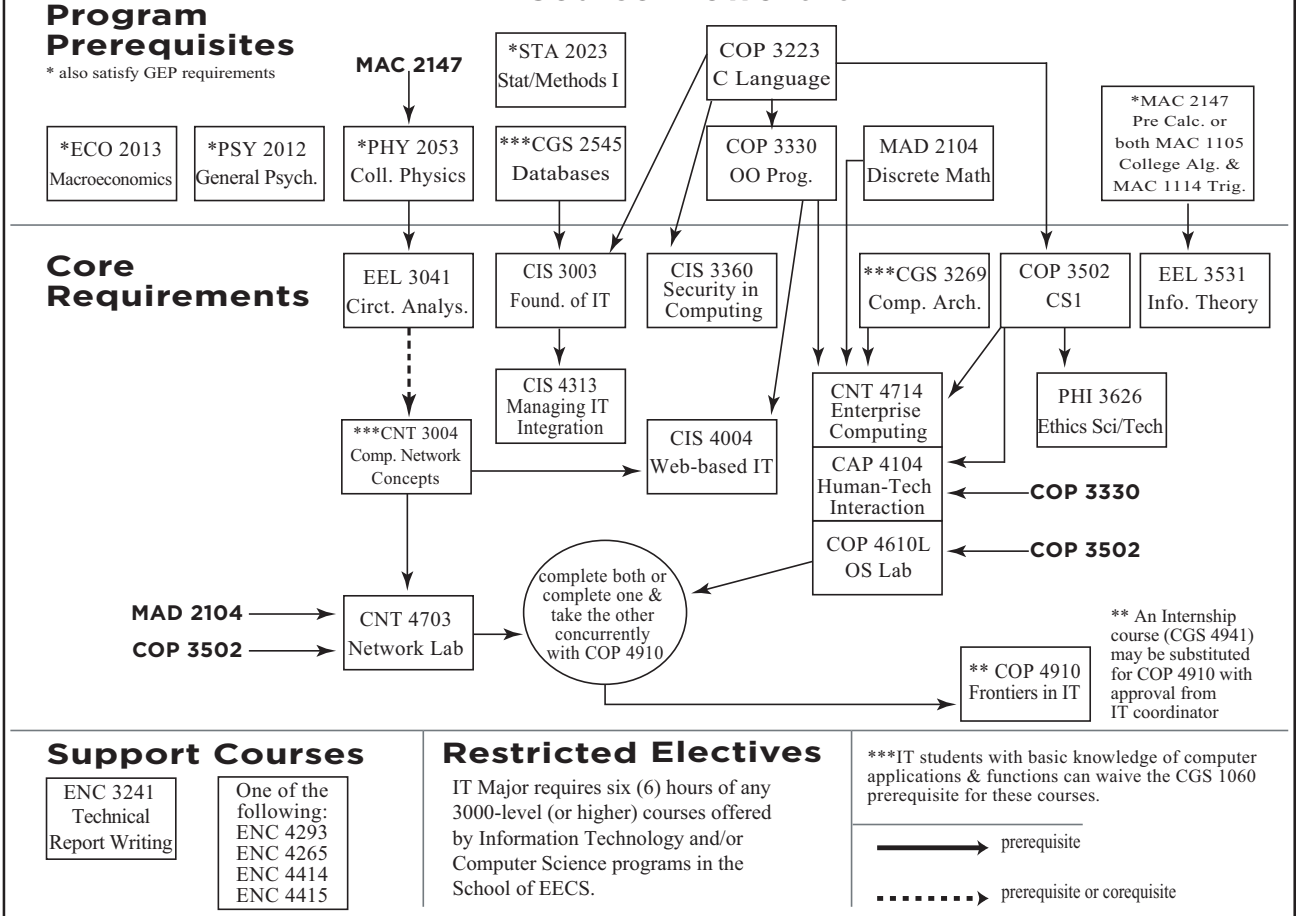 Program
Prerequisites
* also satisfy GEP requirements
MAC 2147
*STA 2023
Stat/Methods I
COP 3223
C Language
*MAC 2147
Pre Calc. or
both MAC 1105
College Alg. &
MAC 1114 Trig.
*ECO 2013
Macroeconomics
*PSY 2012
General Psych.
*PHY 2053
Coll. Physics
***CGS 2545
Databases
COP 3330
OO Prog.
MAD 2104
Discrete Math
Core
Requirements
EEL 3041
Circt. Analys.
CIS 3003
Found. of IT
CIS 3360
Security in
Computing
***CGS 3269
Comp. Arch.
COP 3502
CS1
EEL 3531
Info. Theory
CIS 4313
Managing IT
Integration
CNT 4714
Enterprise
Computing
PHI 3626
Ethics Sci/Tech
***CNT 3004
Comp. Network
Concepts
CIS 4004
Web-based IT
CAP 4104
Human-Tech
Interaction
COP 3330
COP 4610L
OS Lab
COP 3502
complete both or
complete one &
take the other
concurrently
with COP 4910
MAD 2104
COP 3502
CNT 4703
Network Lab
** COP 4910
Frontiers in IT
** An Internship
course (CGS 4941)
may be substituted
for COP 4910 with
approval from
IT coordinator
Support Courses
ENC 3241
Technical
Report Writing
One of the
following:
ENC 4293
ENC 4265
ENC 4414
ENC 4415
Restricted Electives
IT Major requires six (6) hours of any
3000-level (or higher) courses offered
by Information Technology and/or
Computer Science programs in the
School of EECS.
***IT students with basic knowledge of computer
applications & functions can waive the CGS 1060
prerequisite for these courses.
prerequisite
prerequisite or corequisite